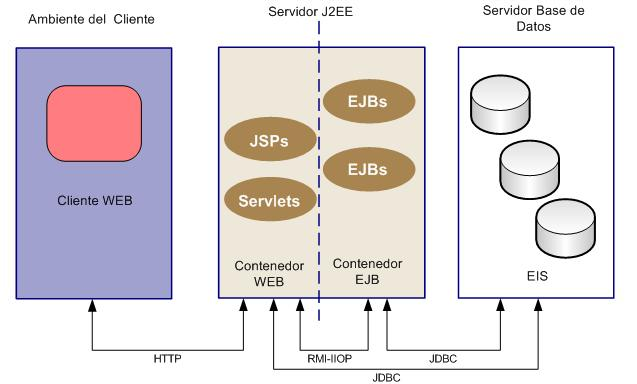 Ambiente del Cliente
Servidor J2EE
Servidor Base de
Datos
Cliente WEB
JSPs
Servlets
Contenedor
WEB
EJBs
EJBs
Contenedor
EJB
EIS
HTTP
RMI-IIOP
JDBC
JDBC